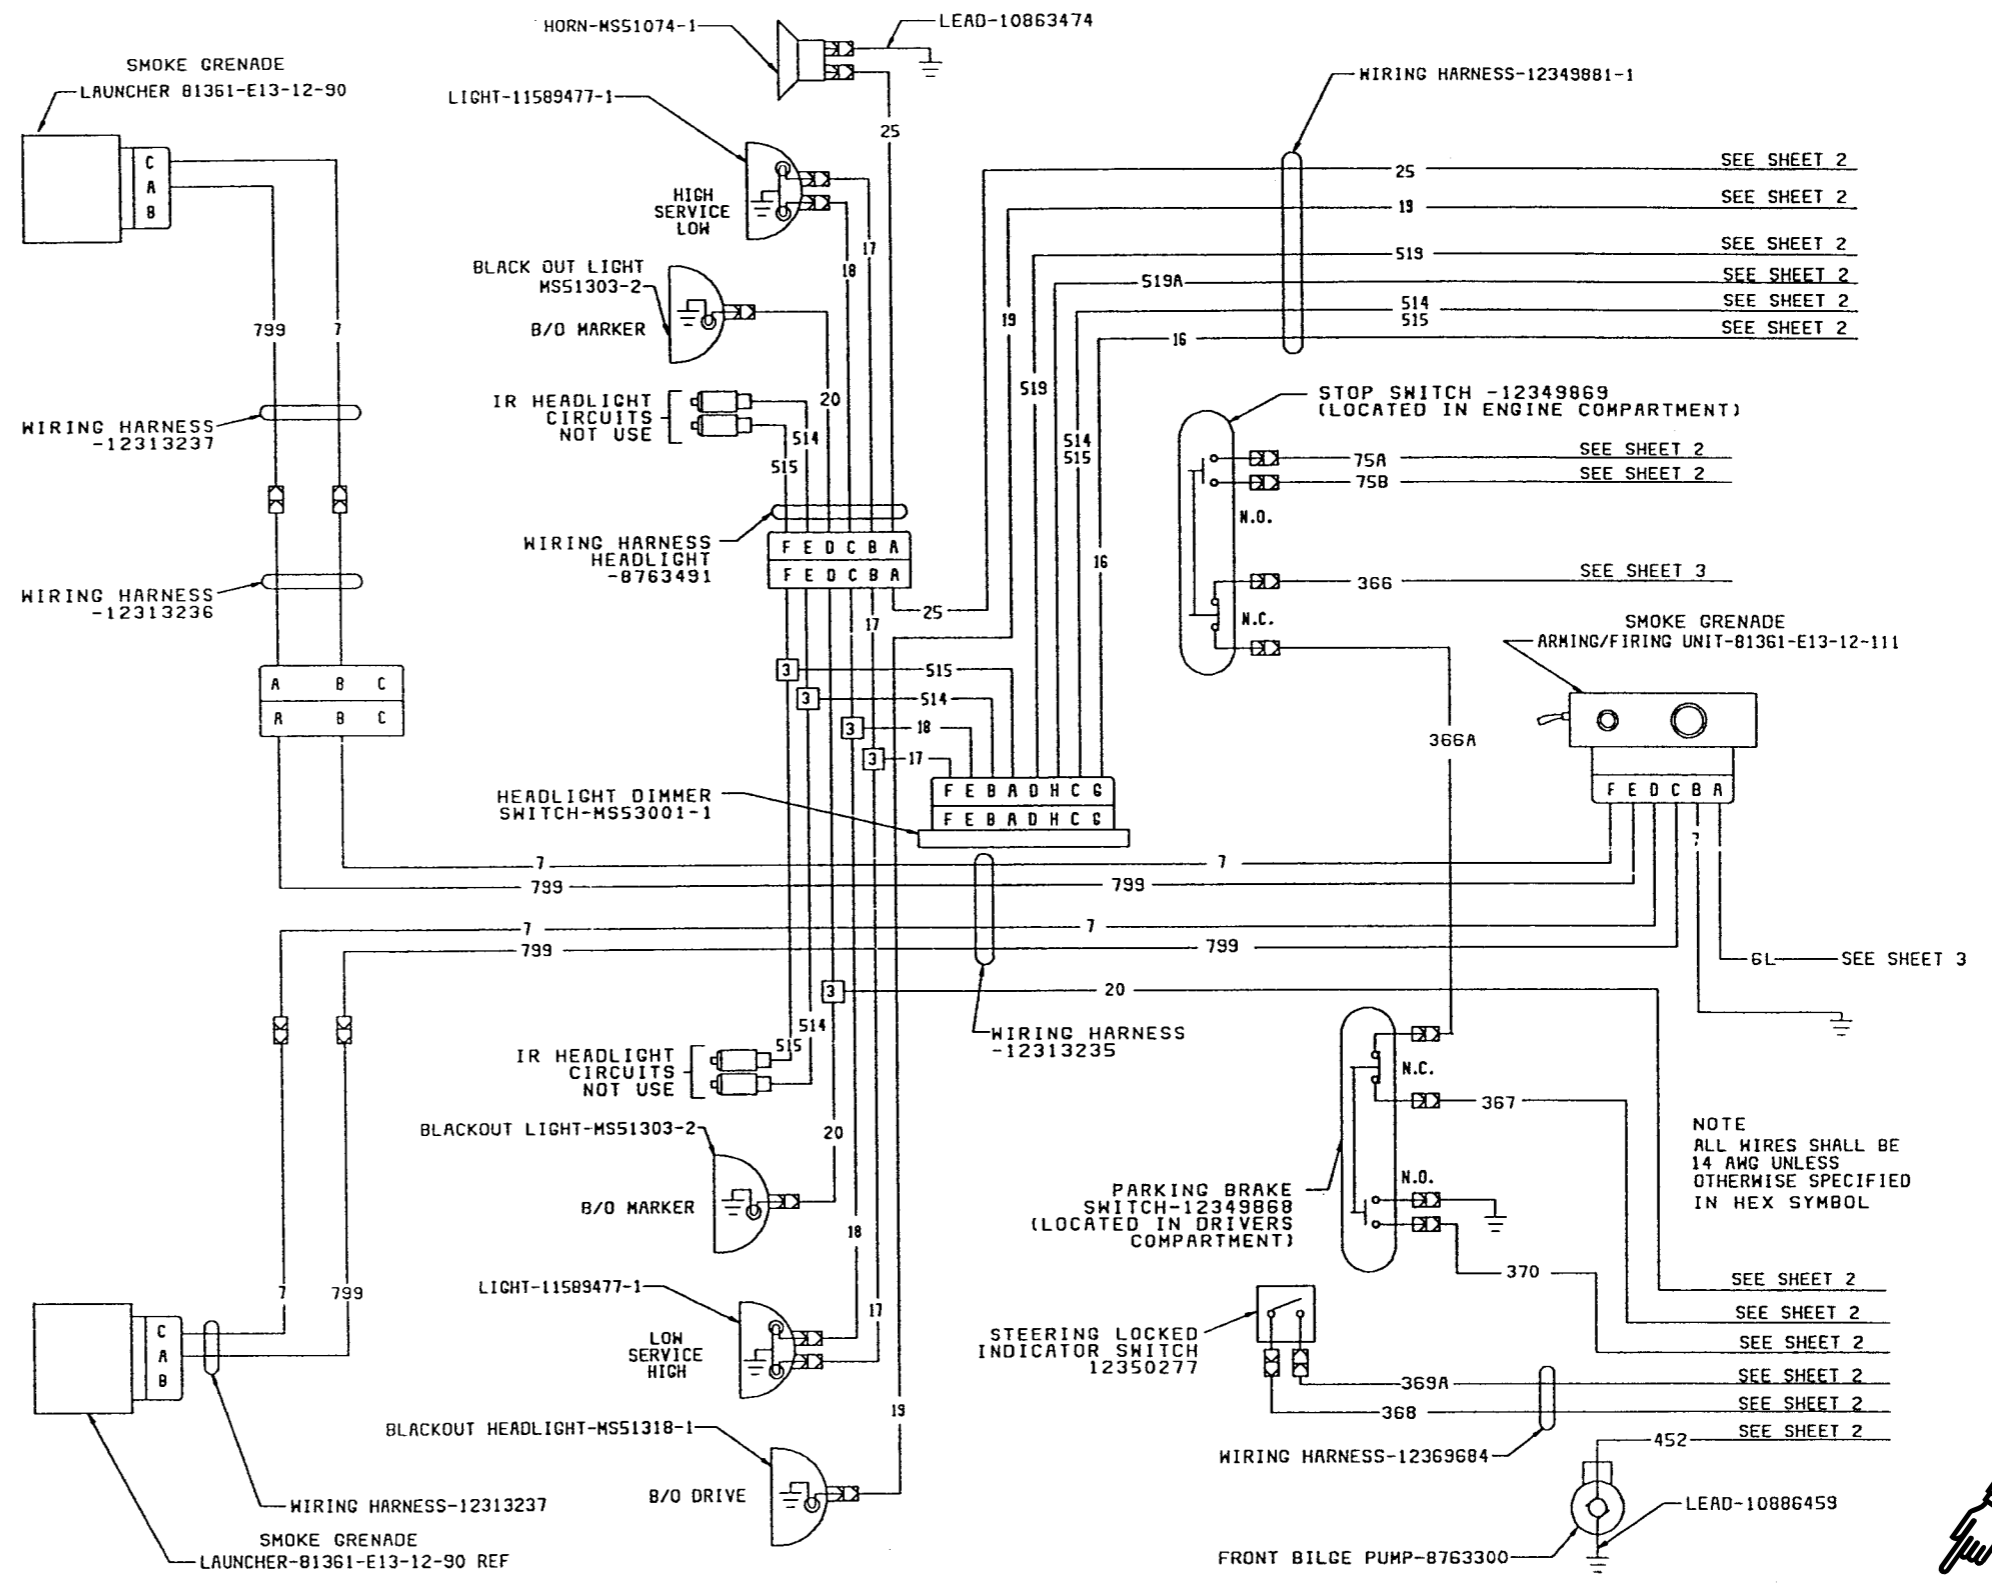 HORN-MS51074-1
LEAD-10863474
SMOKE GRENADE
LAUNCHER 81361-E13-12-90
WIRING HARNESS-12349881-1
LIGHT-11589477-1
25
C
A
B
HIGH
SERVICE
LOW
17
18
25 SEE SHEET 2
19 SEE SHEET 2
519 SEE SHEET 2
519A SEE SHEET 2
514
515
SEE SHEET 2
16 SEE SHEET 2
BLACK OUT LIGHT
MS51303-2
B/O MARKER
799 7
19
519
514
515
16
IR HEADLIGHT
CIRCUITS
NOT USE
20
514
515
STOP SWITCH -12349869
(LOCATED IN ENGINE COMPARTMENT)
75A SEE SHEET 2
75B SEE SHEET 2
N.O.
366 SEE SHEET 3
N.C.
WIRING HARNESS
-12313237
WIRING HARNESS
HEADLIGHT
-8763491
F E D C B A
F E D C B A
WIRING HARNESS
-12313236
25
17
SMOKE GRENADE
ARMING/FIRING UNIT-81361-E13-12-111
A B C
A B C
3 515
3 514
3 18
3 17
366A
HEADLIGHT DIMMER
SWITCH-MS53001-1
F E B A D H C G
F E B A D H C G
F E D C B A
7
7 7
799 799
7 7
799 799
6L SEE SHEET 3
3 20
WIRING HARNESS
-12313235
514
515
IR HEADLIGHT
CIRCUITS
NOT USE
N.C.
367
BLACKOUT LIGHT-MS51303-2
20
B/O MARKER
NOTE
ALL WIRES SHALL BE
14 AWG UNLESS
OTHERWISE SPECIFIED
IN HEX SYMBOL
N.O.
PARKING BRAKE
SWITCH-12349868
(LOCATED IN DRIVERS
COMPARTMENT)
18
370
LIGHT-11589477-1
17
7 799
LOW
SERVICE
HIGH
C
A
B
SEE SHEET 2
SEE SHEET 2
SEE SHEET 2
STEERING LOCKED
INDICATOR SWITCH
12350277
369A SEE SHEET 2
368 SEE SHEET 2
452 SEE SHEET 2
19
BLACKOUT HEADLIGHT-MS51318-1
B/O DRIVE
WIRING HARNESS-12369684
WIRING HARNESS-12313237
LEAD-10886459
SMOKE GRENADE
LAUNCHER-81361-E13-12-90 REF
FRONT BILGE PUMP-8763300